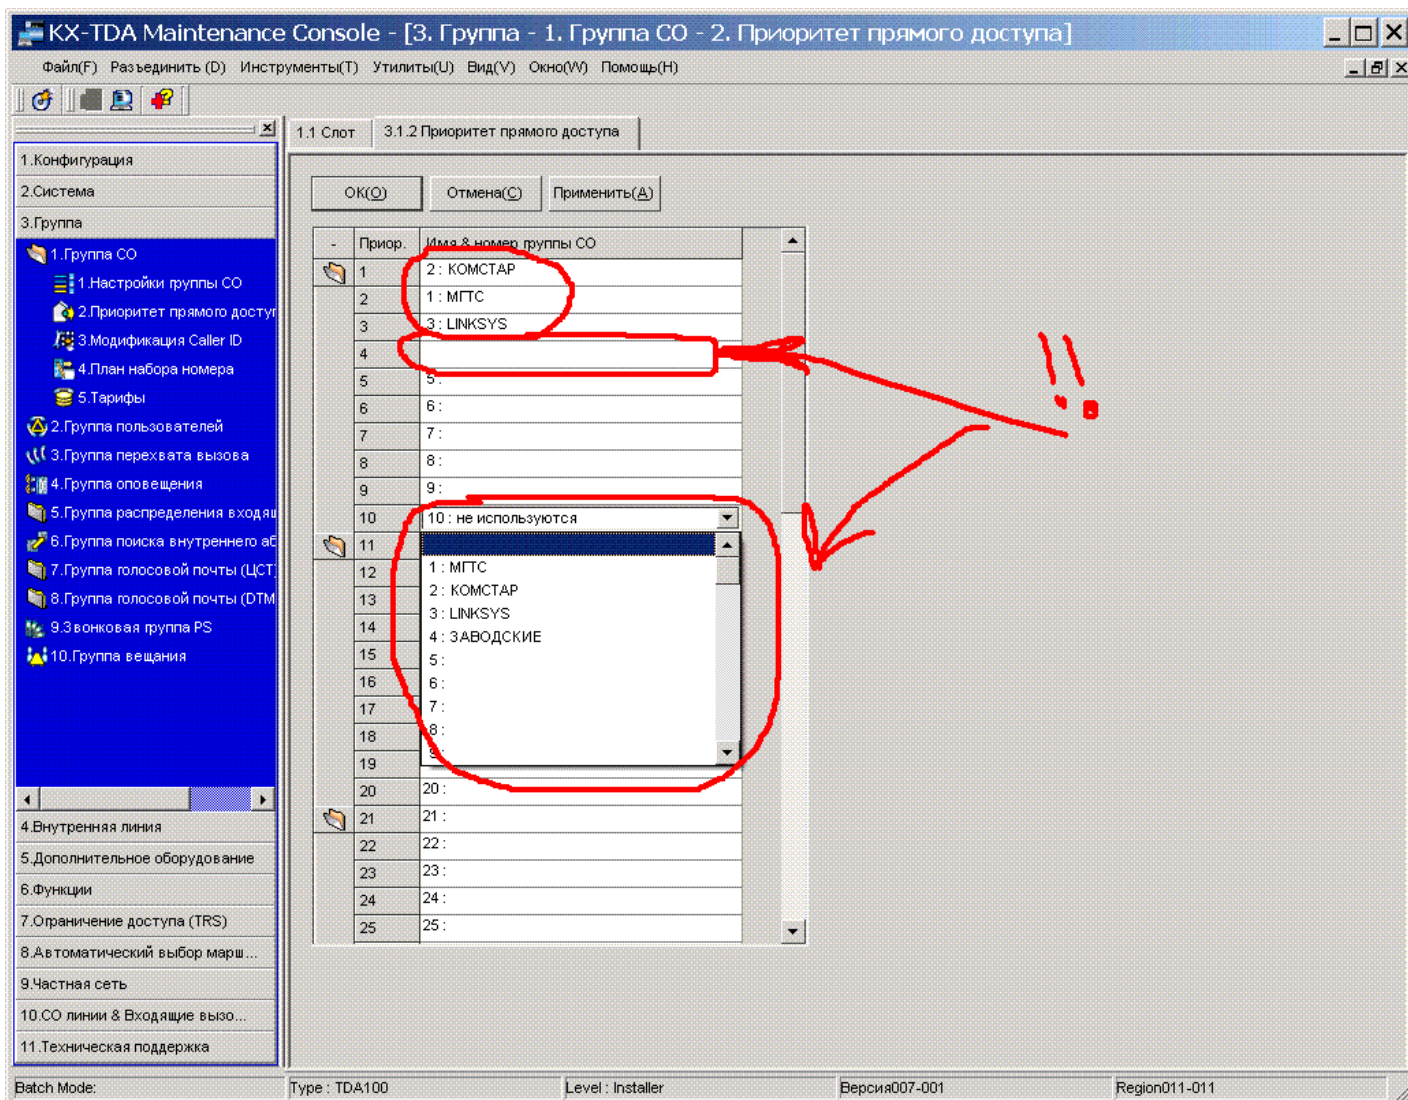 KX-TDA Maintenance Console - [3. Группа - 1. Группа CO - 2. Приоритет прямого доступа]
Файл(F) Разъединить (D) Инструменты(T) Утилиты(U) Вид(V) Окно(W) Помощь(H)
1.1 Слот 3.1.2 Приоритет прямого доступа
1.Конфигурация
2.Система
3.Группа
1.Группа CO
1.Настройки группы CO
2.Приоритет прямого доступ
3.Модификация Caller ID
4.План набора номера
5.Тарифы
2.Группа пользователей
3.Группа перехвата вызова
4.Группа оповещения
5.Группа распределения входящ
6.Группа поиска внутреннего аб
7.Группа голосовой почты (ЦСТ)
8.Группа голосовой почты (DTM
9.Звонковая группа PS
10.Группа вещания
4.Внутренняя линия
5.Дополнительное оборудование
6.Функции
7.Ограничение доступа (TRS)
8.Автоматический выбор марш...
9.Частная сеть
10.CO линии & Входящие вызо...
11.Техническая поддержка
OK(O) Отмена(C) Применить(A)
- Приор. Имя & номер группы CO
1 2 : КОМСТАР
2 1 : МГТС
3 3 : LINKSYS
4
5 5 :
6 6 :
7 7 :
8 8 :
9 9 :
10 10 : не используются
11
12 1 : МГТС
13 2 : КОМСТАР
14 3 : LINKSYS
15 4 : ЗАВОДСКИЕ
16 5 :
17 6 :
18 7 :
19 8 :
9 :
20 20 :
21 21 :
22 22 :
23 23 :
24 24 :
25 25 :
!!
Batch Mode: Type : TDA100 Level : Installer Версия007-001 Region011-011